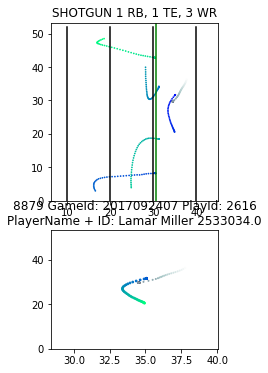 SHOTGUN 1 RB, 1 TE, 3 WR
50
40
30
20
10
0
10 20 30 40
8879 GameId: 2017092407 PlayId: 2616
PlayerName + ID: Lamar Miller 2533034.0
40
20
0
30.0 32.5 35.0 37.5 40.0